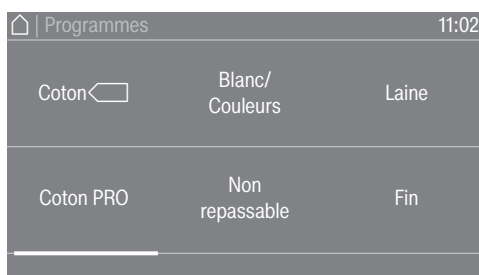 Programmes
11:02
Coton
Blanc/
Couleurs
Laine
Coton PRO
Non
repassable
Fin